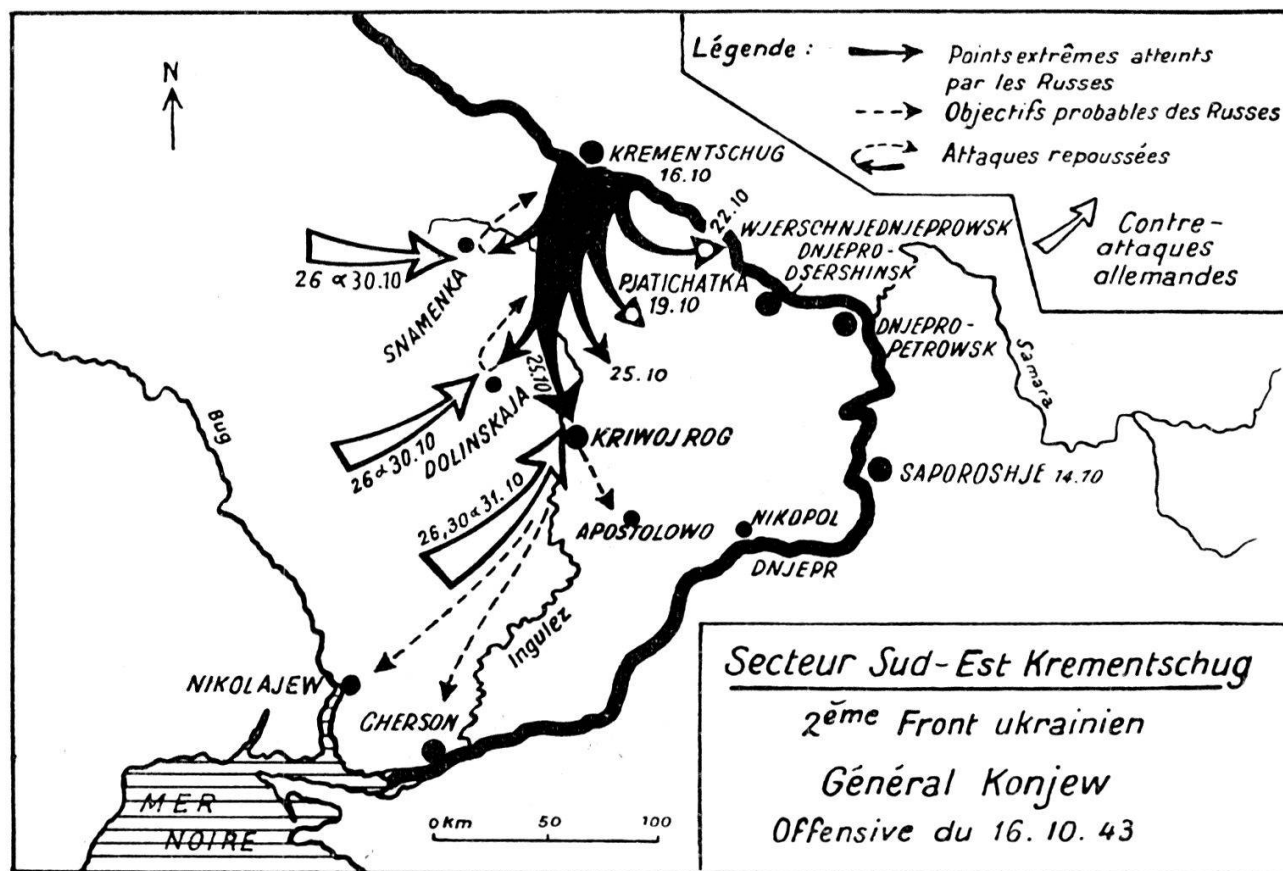 Légende :
Points extrêmes atteints
par les Russes
Objectifs probables des Russes
Attaques repoussées
Contre-
attaques
allemandes
N
KREMENTSCHUG
16.10
22.10
WJERSCHNJEDNJEPROWSK
DNJEPRO-
DSERSHINSK
PJATICHATKA
19.10
26 α 30.10
SNAMENKA
DNJEPRO-
PETROWSK
Samara
25.10
25.10
Bug
26 α 30.10
DOLINSKAJA
KRIWOJ ROG
SAPOROSHJE 14.10
26,30 α 31.10
APOSTOLOWO
NIKOPOL
DNJEPR
Ingulez
NIKOLAJEW
CHERSON
MER
NOIRE
0 Km 50 100
Secteur Sud-Est Krementschug
2ème Front ukrainien
Général Konjew
Offensive du 16.10.43